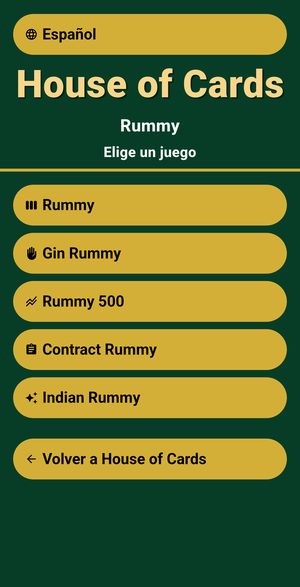 Español
House of Cards
Rummy
Elige un juego
Rummy
Gin Rummy
Rummy 500
Contract Rummy
Indian Rummy
Volver a House of Cards